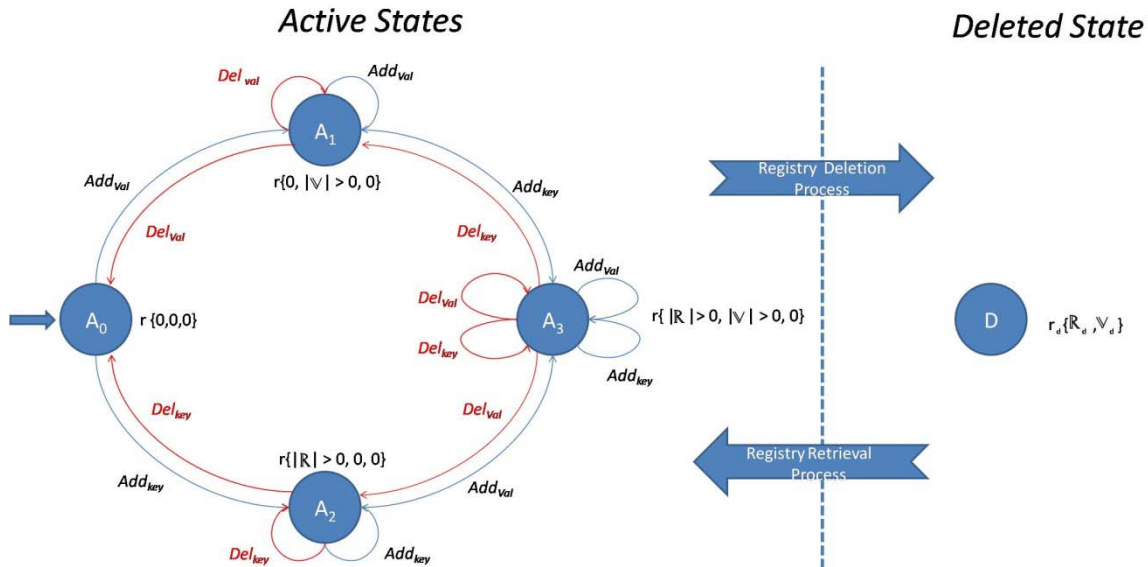 Active States
Deleted State
Del val
Add Val
A1
r{0, |𝕍| > 0, 0}
Add Val
Del Val
Add key
Del key
Registry Deletion
Process
A0
r {0,0,0}
Del Val
Del key
A3
Add Val
Add key
r{ |ℝ| > 0, |𝕍| > 0, 0}
D
r d {ℝ d , 𝕍 d }
Del key
Del Val
Add key
Add Val
r{|ℝ| > 0, 0, 0}
A2
Del key
Add key
Registry Retrieval
Process